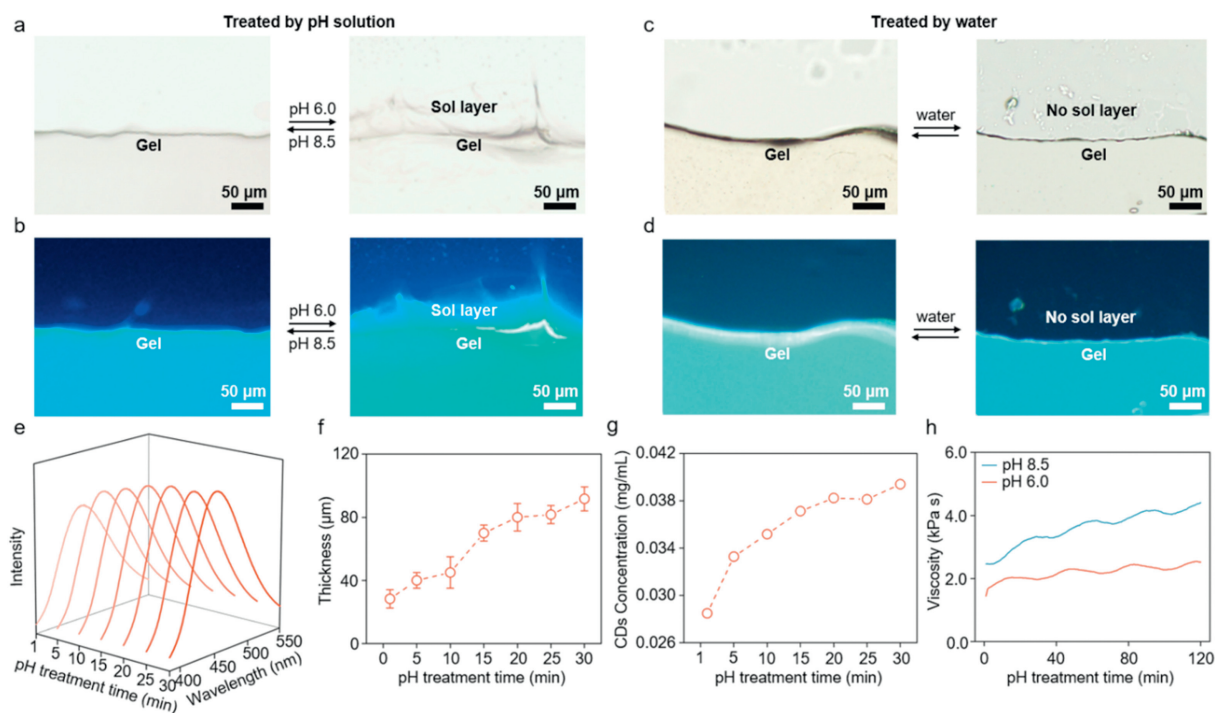 Treated by pH solution
Treated by water
a
pH 6.0
pH 8.5
Gel
50 µm
Sol layer
Gel
50 µm
c
water
Gel
50 µm
No sol layer
Gel
50 µm
b
pH 6.0
pH 8.5
Gel
50 µm
Sol layer
Gel
50 µm
d
water
Gel
50 µm
No sol layer
Gel
50 µm
e
Intensity
1 5 10 15 20 25 30
pH treatment time (min)
400 450 500 550
Wavelength (nm)
f
Thickness (µm)
120
80
40
0
0 5 10 15 20 25 30
pH treatment time (min)
g
CDs Concentration (mg/mL)
0.042
0.038
0.034
0.030
0.026
1 5 10 15 20 25 30
pH treatment time (min)
h
Viscosity (kPa s)
6.0
4.0
2.0
0.0
pH 8.5
pH 6.0
0 40 80 120
pH treatment time (min)